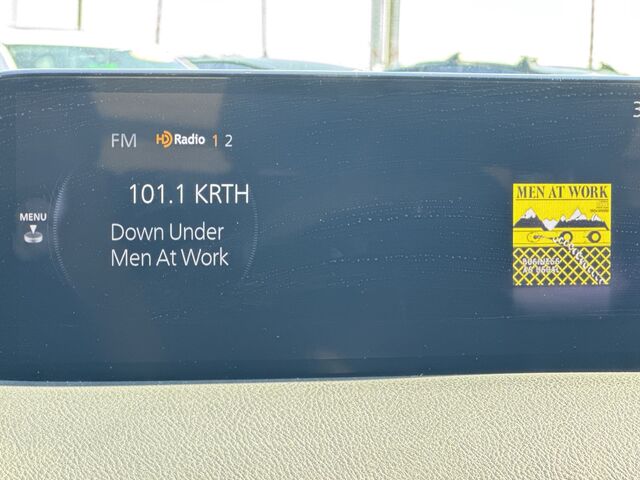 FM HD Radio 1 2
3
101.1 KRTH
MENU
Down Under
Men At Work
MEN AT WORK
BUSINESS
AS USUAL